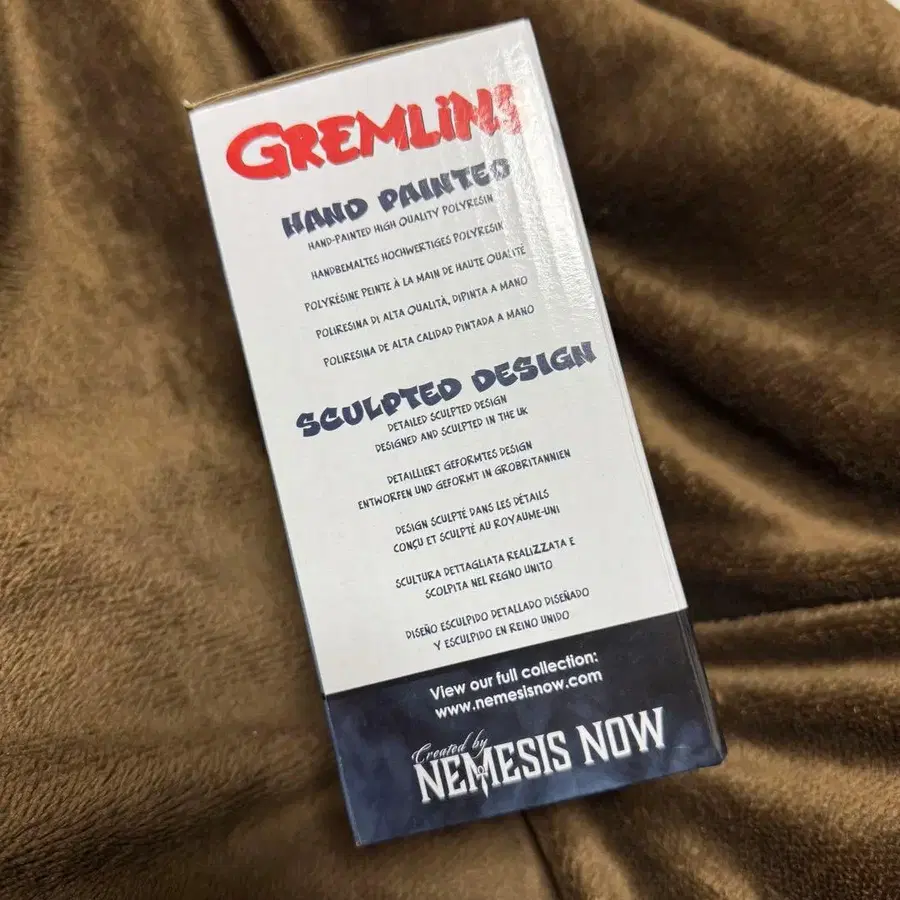 GREMLINS
HAND PAINTED
HAND-PAINTED HIGH QUALITY POLYRESIN
HANDBEMALTES HOCHWERTIGES POLYRESIN
POLYRÉSINE PEINTE À LA MAIN DE HAUTE QUALITÉ
POLIRESINA DI ALTA QUALITÀ, DIPINTA A MANO
POLIRESINA DE ALTA CALIDAD PINTADA A MANO
SCULPTED DESIGN
DETAILED SCULPTED DESIGN
DESIGNED AND SCULPTED IN THE UK
DETAILLIERT GEFORMTES DESIGN
ENTWORFEN UND GEFORMT IN GROBRITANNIEN
DESIGN SCULPTÉ DANS LES DÉTAILS
CONÇU ET SCULPTÉ AU ROYAUME-UNI
SCULTURA DETTAGLIATA REALIZZATA E
SCOLPITA NEL REGNO UNITO
DISEÑO ESCULPIDO DETALLADO DISEÑADO
Y ESCULPIDO EN REINO UNIDO
View our full collection:
www.nemesisnow.com
Created by
NEMESIS NOW